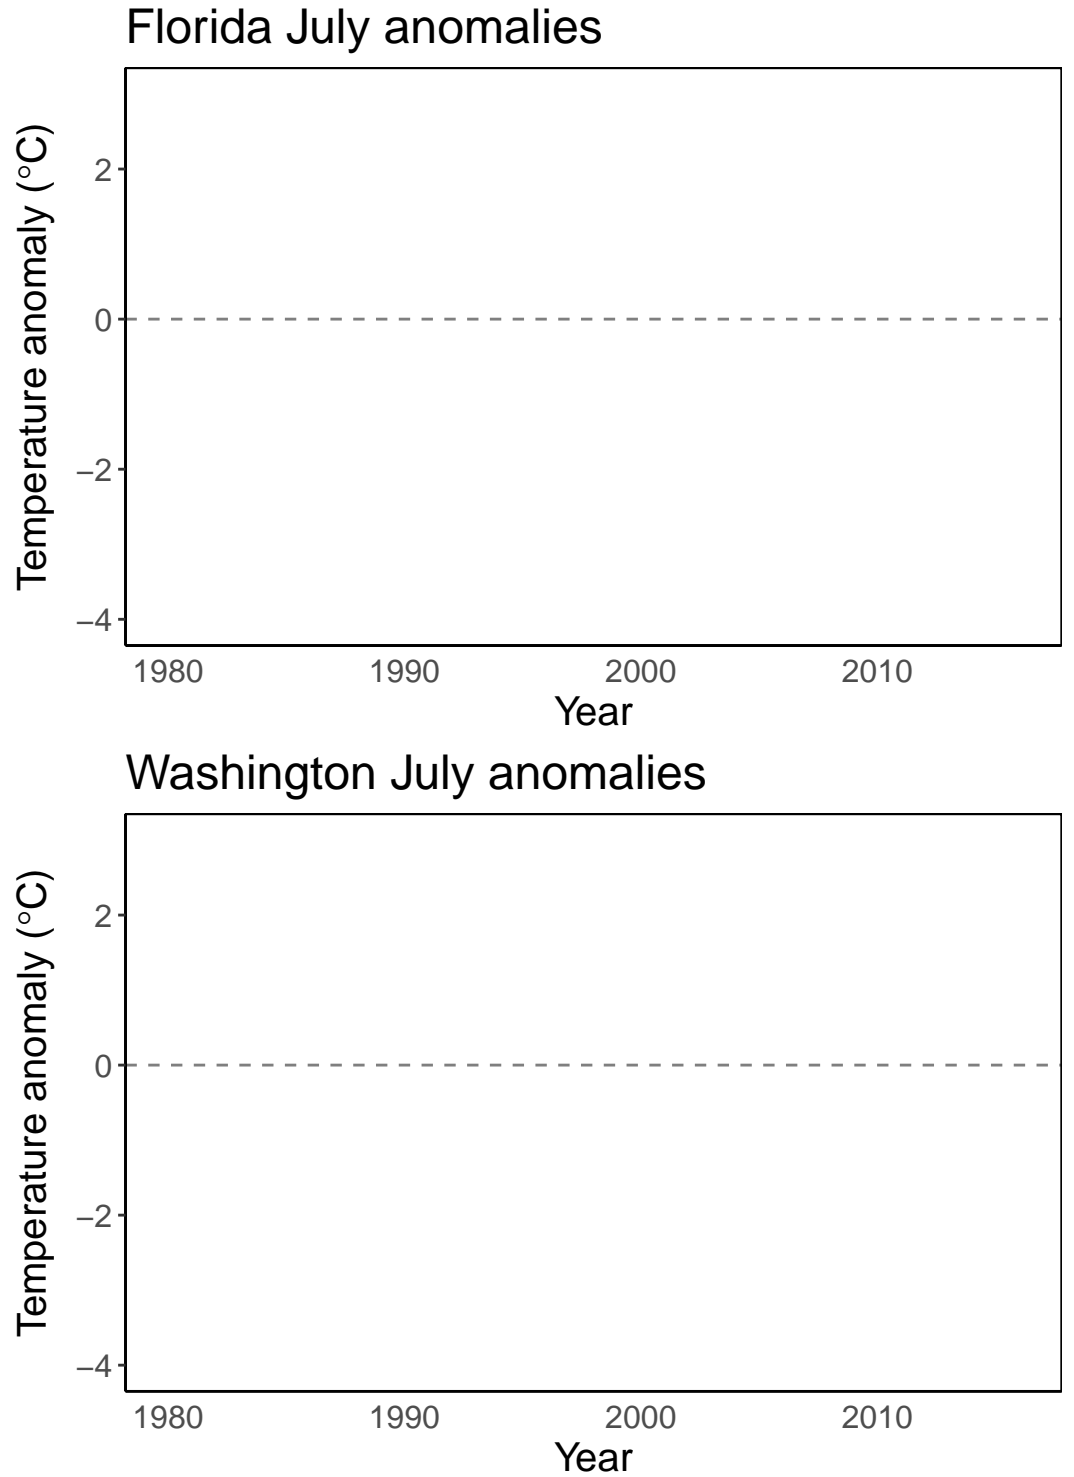 Florida July anomalies
Temperature anomaly (°C)
2
0
−2
−4
1980 1990 2000 2010
Year
Washington July anomalies
Temperature anomaly (°C)
2
0
−2
−4
1980 1990 2000 2010
Year